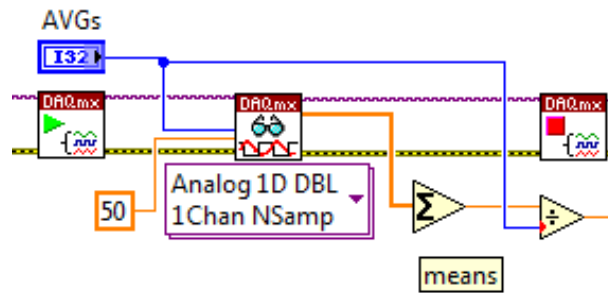 AVGs
I32
DAQmx
DAQmx
DAQmx
50
Analog 1D DBL
1Chan NSamp
Σ
÷
means